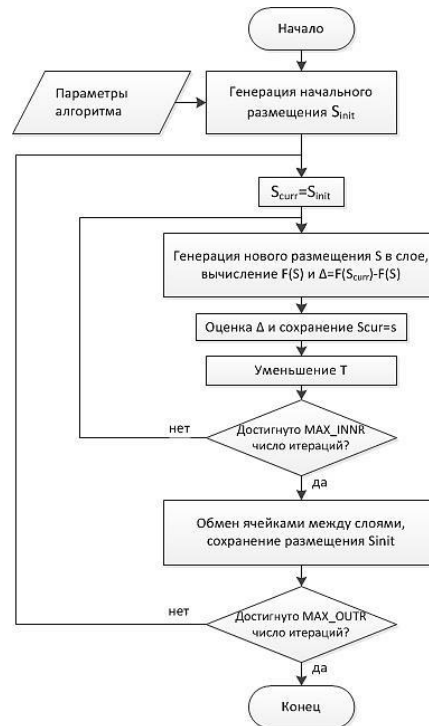 Начало
Параметры
алгоритма
Генерация начального
размещения Sinit
Scurr=Sinit
Генерация нового размещения S в слое,
вычисление F(S) и Δ=F(Scurr)-F(S)
Оценка Δ и сохранение Scur=s
Уменьшение T
нет
Достигнуто MAX_INNR
число итераций?
да
Обмен ячейками между слоями,
сохранение размещения Sinit
нет
Достигнуто MAX_OUTR
число итераций?
да
Конец